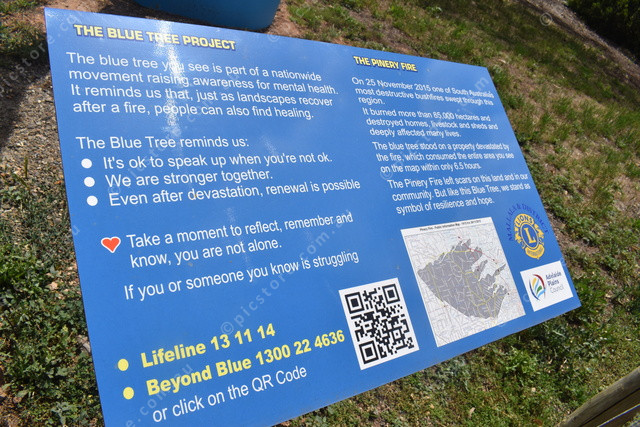 THE BLUE TREE PROJECT
The blue tree you see is part of a nationwide
movement raising awareness for mental health.
It reminds us that, just as landscapes recover
after a fire, people can also find healing.
The Blue Tree reminds us:
It's ok to speak up when you're not ok.
We are stronger together.
Even after devastation, renewal is possible
Take a moment to reflect, remember and
know, you are not alone.
If you or someone you know is struggling
Lifeline 13 11 14
Beyond Blue 1300 22 4636
or click on the QR Code
THE PINERY FIRE
On 25 November 2015 one of South Australia's
most destructive bushfires swept through this
region.
It burned more than 85,000 hectares and
destroyed homes, livestock and sheds and
deeply affected many lives.
The blue tree stood on a property devastated by
the fire, which consumed the entire area you see
on the map within only 6.5 hours.
The Pinery Fire left scars on this land and in our
community. But like this Blue Tree, we stand as
symbol of resilience and hope.
LIONS
L
Adelaide
Plains
Council